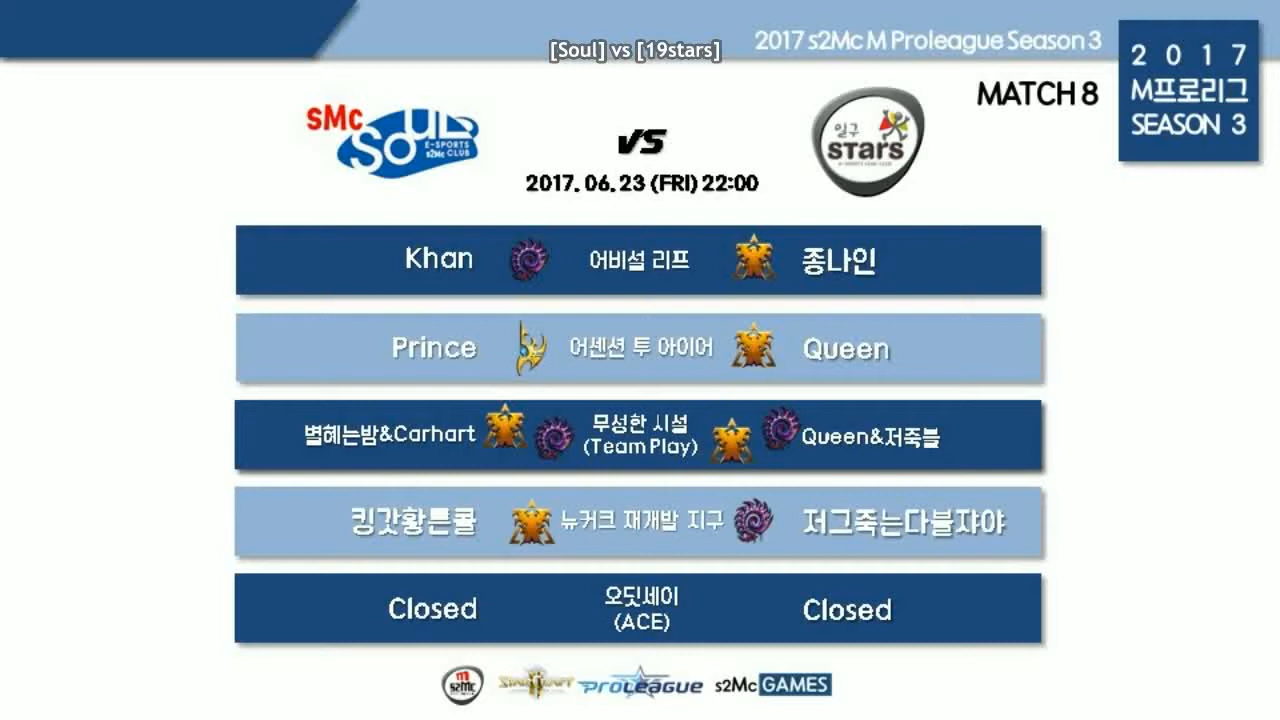 [Soul] vs [19stars]
2017 s2Mc M Proleague Season 3
2 0 1 7
M프로리그
SEASON 3
MATCH 8
sMc
SOUL
E-SPORTS
s2Mc CLUB
vs
일구
stars
2017. 06. 23 (FRI) 22:00
Khan 어비설 리프 종나인
Prince 어센션 투 아이어 Queen
별헤는밤&Carhart 무성한 시설 Queen&저죽블
(Team Play)
킹갓황튼콜 뉴커크 재개발 지구 저그죽는다블쟈야
Closed 오딧세이 Closed
(ACE)
m
s2Mc
STARCRAFT
PROLEAGUE
s2Mc GAMES